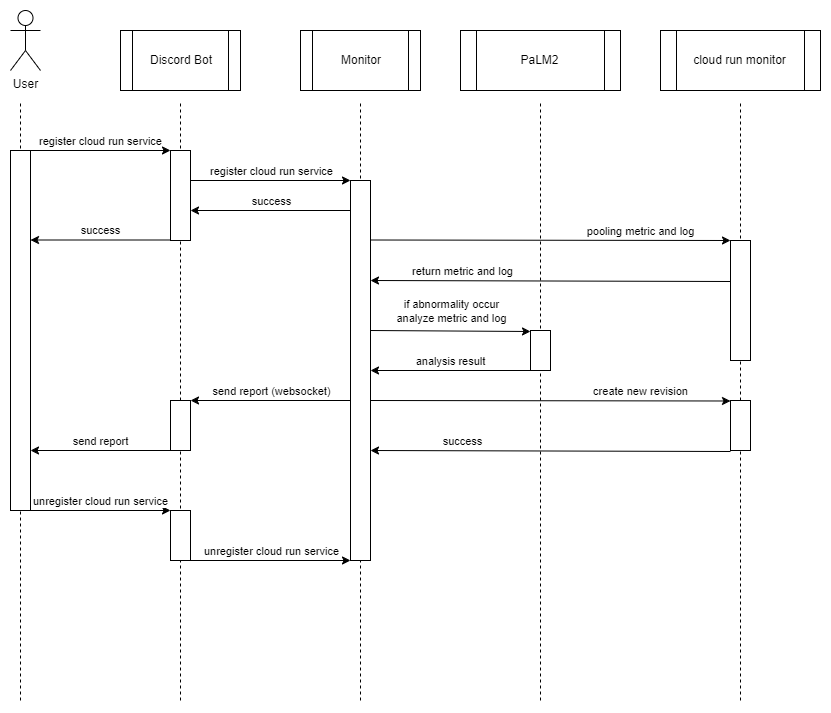 User
Discord Bot
Monitor
PaLM2
cloud run monitor
register cloud run service
register cloud run service
success
success
pooling metric and log
return metric and log
if abnormality occur
analyze metric and log
analysis result
send report (websocket)
create new revision
send report
success
unregister cloud run service
unregister cloud run service